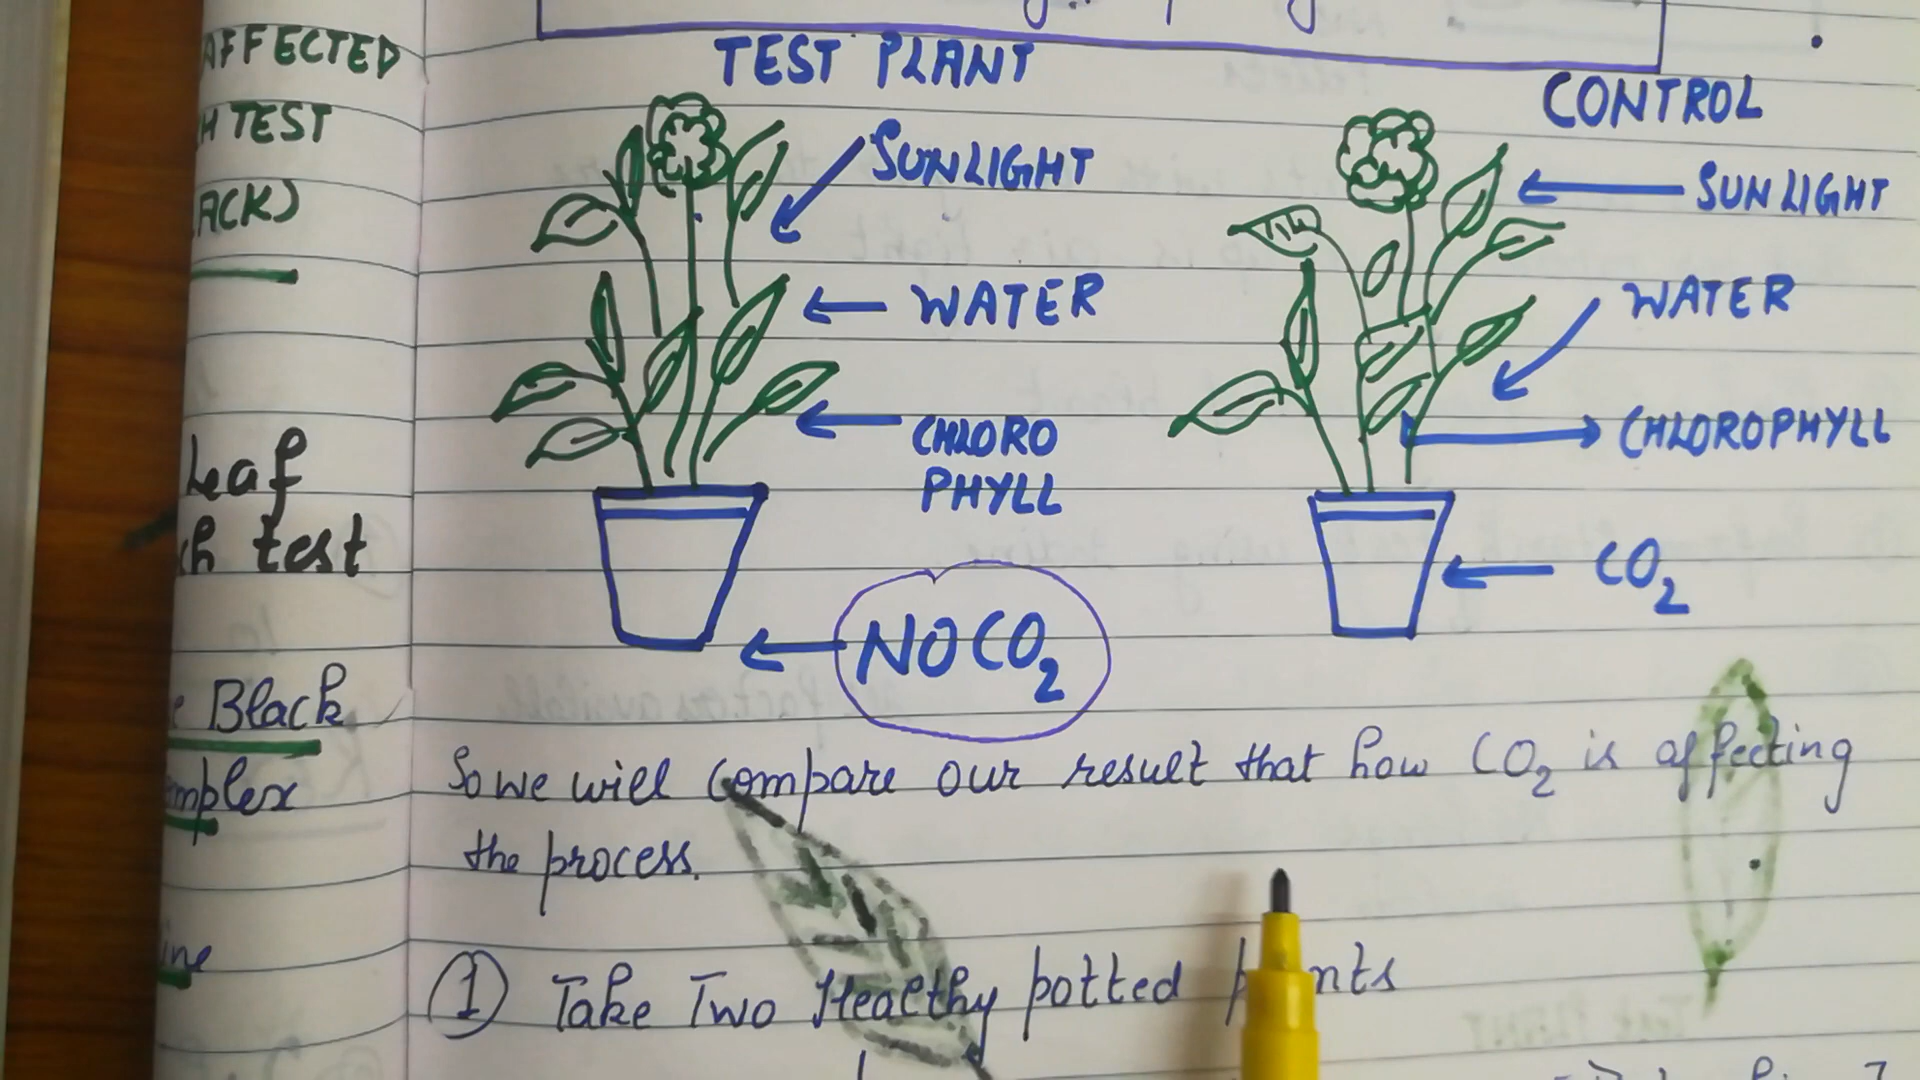 AFFECTED
H TEST
ACK)
Leaf
ch test
Black
mplex
ine
TEST PLANT
SUNLIGHT
WATER
CHLORO
PHYLL
NO CO2
CONTROL
SUNLIGHT
WATER
CHLOROPHYLL
CO2
So we will compare our result that how CO2 is affecting
the process.
1 Take Two Healthy potted